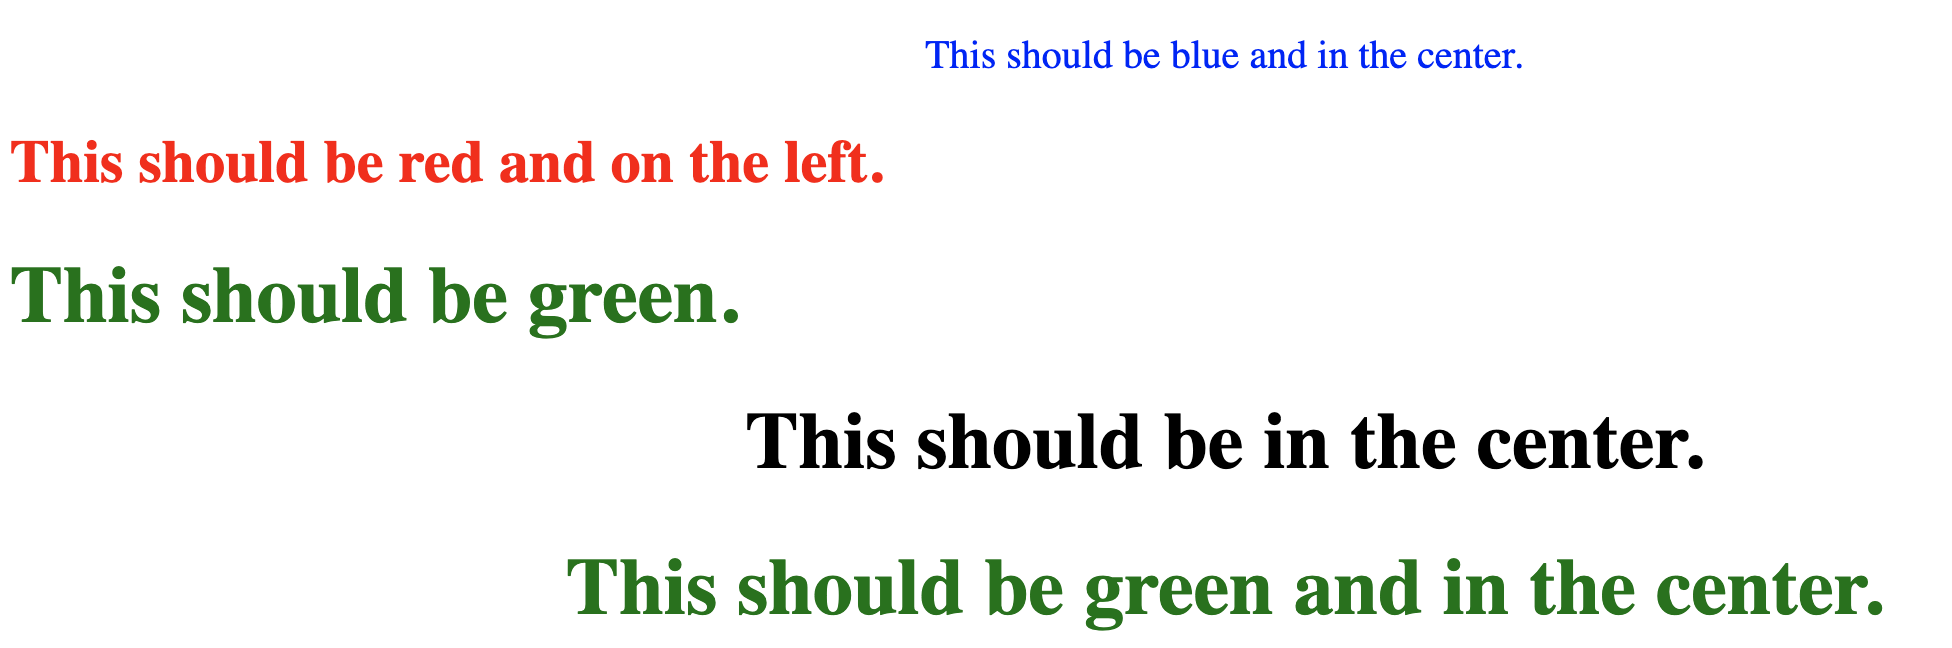 This should be blue and in the center.
This should be red and on the left.
This should be green.
This should be in the center.
This should be green and in the center.